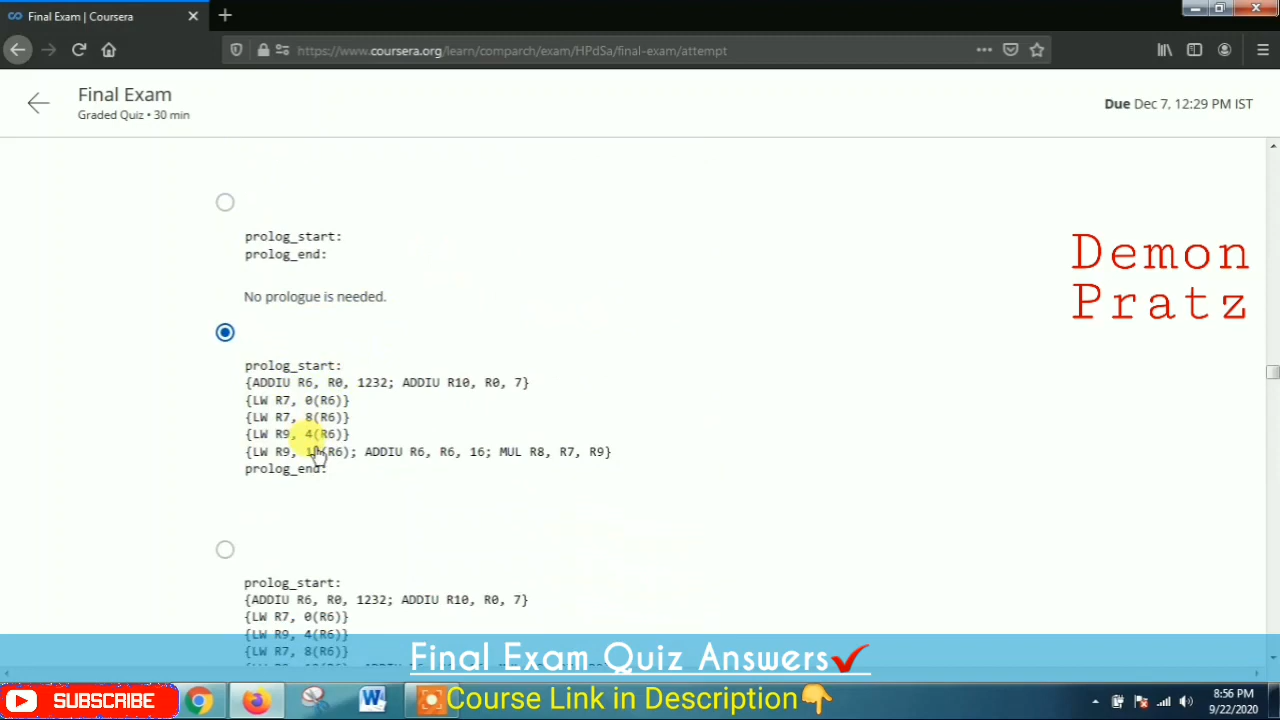 Final Exam | Coursera
https://www.coursera.org/learn/comparch/exam/HPdSa/final-exam/attempt
Final Exam
Graded Quiz • 30 min
Due Dec 7, 12:29 PM IST
prolog_start:
prolog_end:
No prologue is needed.
Demon
Pratz
prolog_start:
{ADDIU R6, R0, 1232; ADDIU R10, R0, 7}
{LW R7, 0(R6)}
{LW R7, 8(R6)}
{LW R9, 4(R6)}
{LW R9, (R6); ADDIU R6, R6, 16; MUL R8, R7, R9}
prolog_end:
prolog_start:
{ADDIU R6, R0, 1232; ADDIU R10, R0, 7}
{LW R7, 0(R6)}
{LW R9, 4(R6)}
{LW R7, 8(R6)}
Final Exam Quiz Answers
SUBSCRIBE
Course Link in Description
8:56 PM
9/22/2020